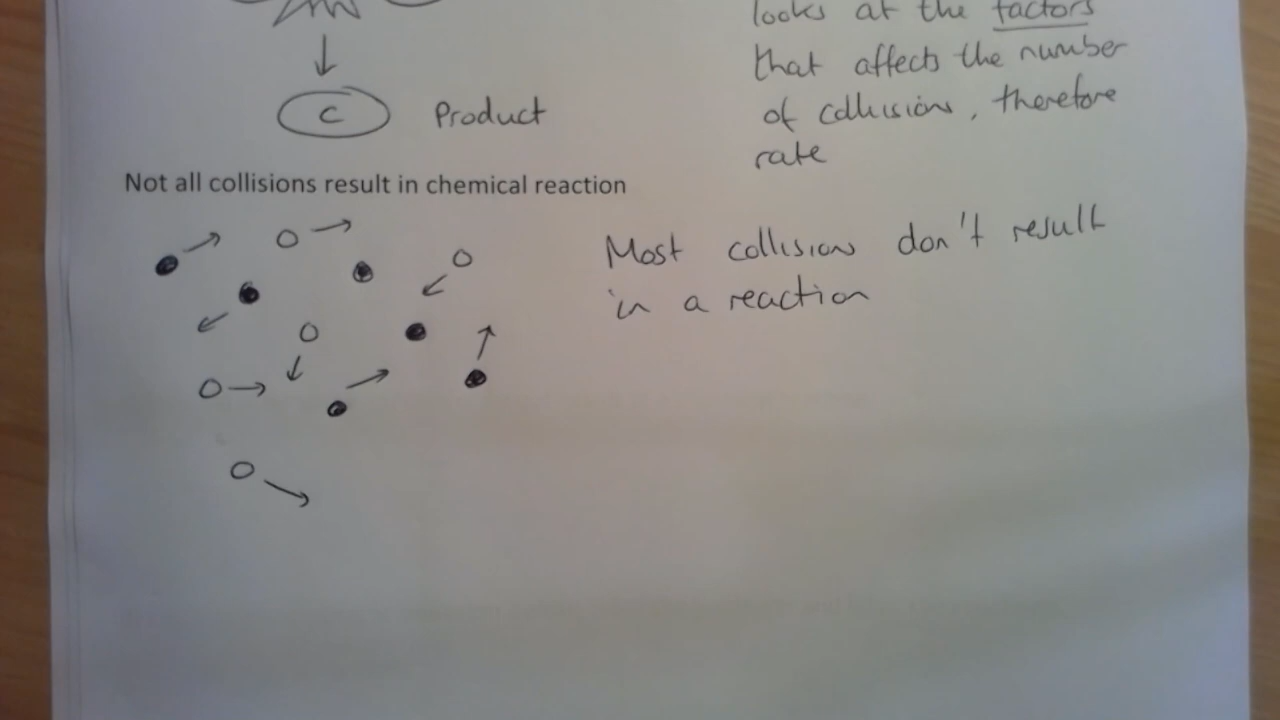 looks at the factors
that affects the number
of collisions, therefore
rate
C Product
Not all collisions result in chemical reaction
Most collisions don't result
in a reaction